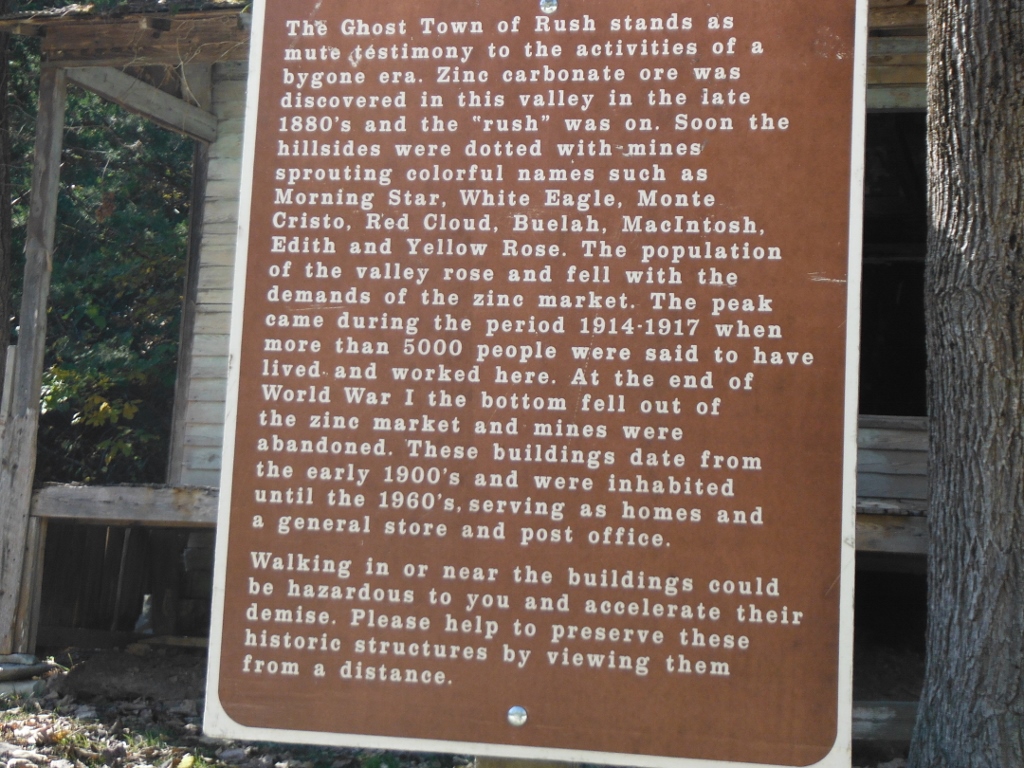 The Ghost Town of Rush stands as
mute testimony to the activities of a
bygone era. Zinc carbonate ore was
discovered in this valley in the late
1880's and the "rush" was on. Soon the
hillsides were dotted with mines
sprouting colorful names such as
Morning Star, White Eagle, Monte
Cristo, Red Cloud, Buelah, MacIntosh,
Edith and Yellow Rose. The population
of the valley rose and fell with the
demands of the zinc market. The peak
came during the period 1914-1917 when
more than 5000 people were said to have
lived and worked here. At the end of
World War I the bottom fell out of
the zinc market and mines were
abandoned. These buildings date from
the early 1900's and were inhabited
until the 1960's, serving as homes and
a general store and post office.
Walking in or near the buildings could
be hazardous to you and accelerate their
demise. Please help to preserve these
historic structures by viewing them
from a distance.